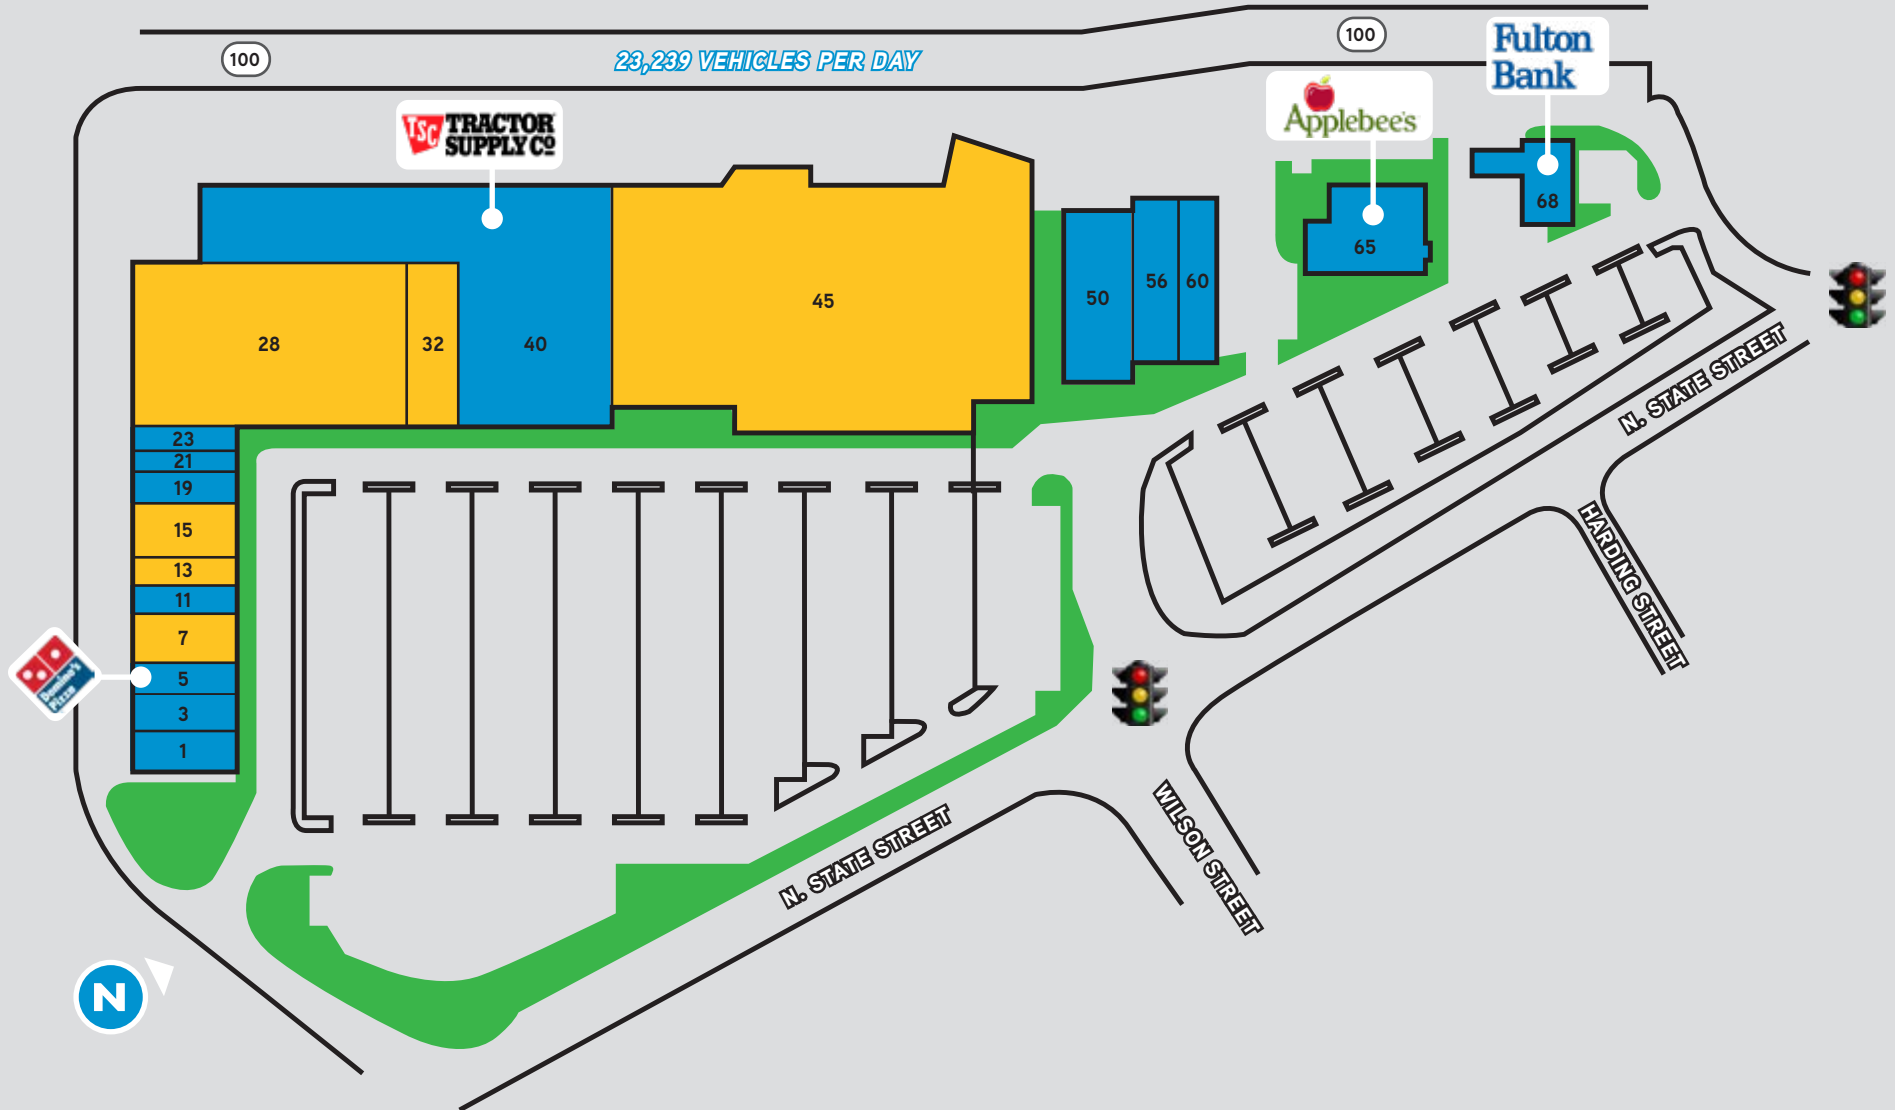 100
23,239 VEHICLES PER DAY
100
Fulton
Bank
TSC TRACTOR
SUPPLY CO
Applebee's
68
65
50
56
60
45
28
32
40
23
21
19
15
13
11
7
5
3
1
Domino's
Pizza
N. STATE STREET
HARDING STREET
N. STATE STREET
WILSON STREET
N